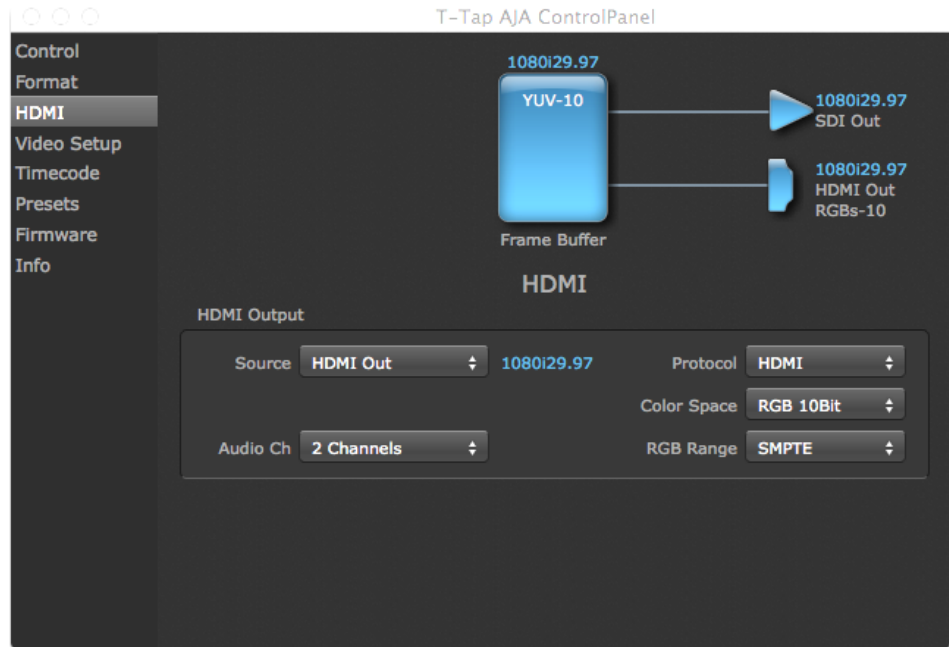 T-Tap AJA ControlPanel
Control
Format
HDMI
Video Setup
Timecode
Presets
Firmware
Info
1080i29.97
YUV-10
Frame Buffer
1080i29.97
SDI Out
1080i29.97
HDMI Out
RGBs-10
HDMI
HDMI Output
Source HDMI Out 1080i29.97 Protocol HDMI
Color Space RGB 10Bit
Audio Ch 2 Channels RGB Range SMPTE